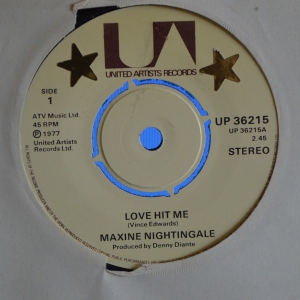 UA
UNITED ARTISTS RECORDS
SIDE
1
ATV Music Ltd.
45 RPM
Ⓟ 1977
United Artists
Records Ltd.
UP 36215
UP 36215A
2.45
STEREO
LOVE HIT ME
(Vince Edwards)
MAXINE NIGHTINGALE
Produced by Denny Diante